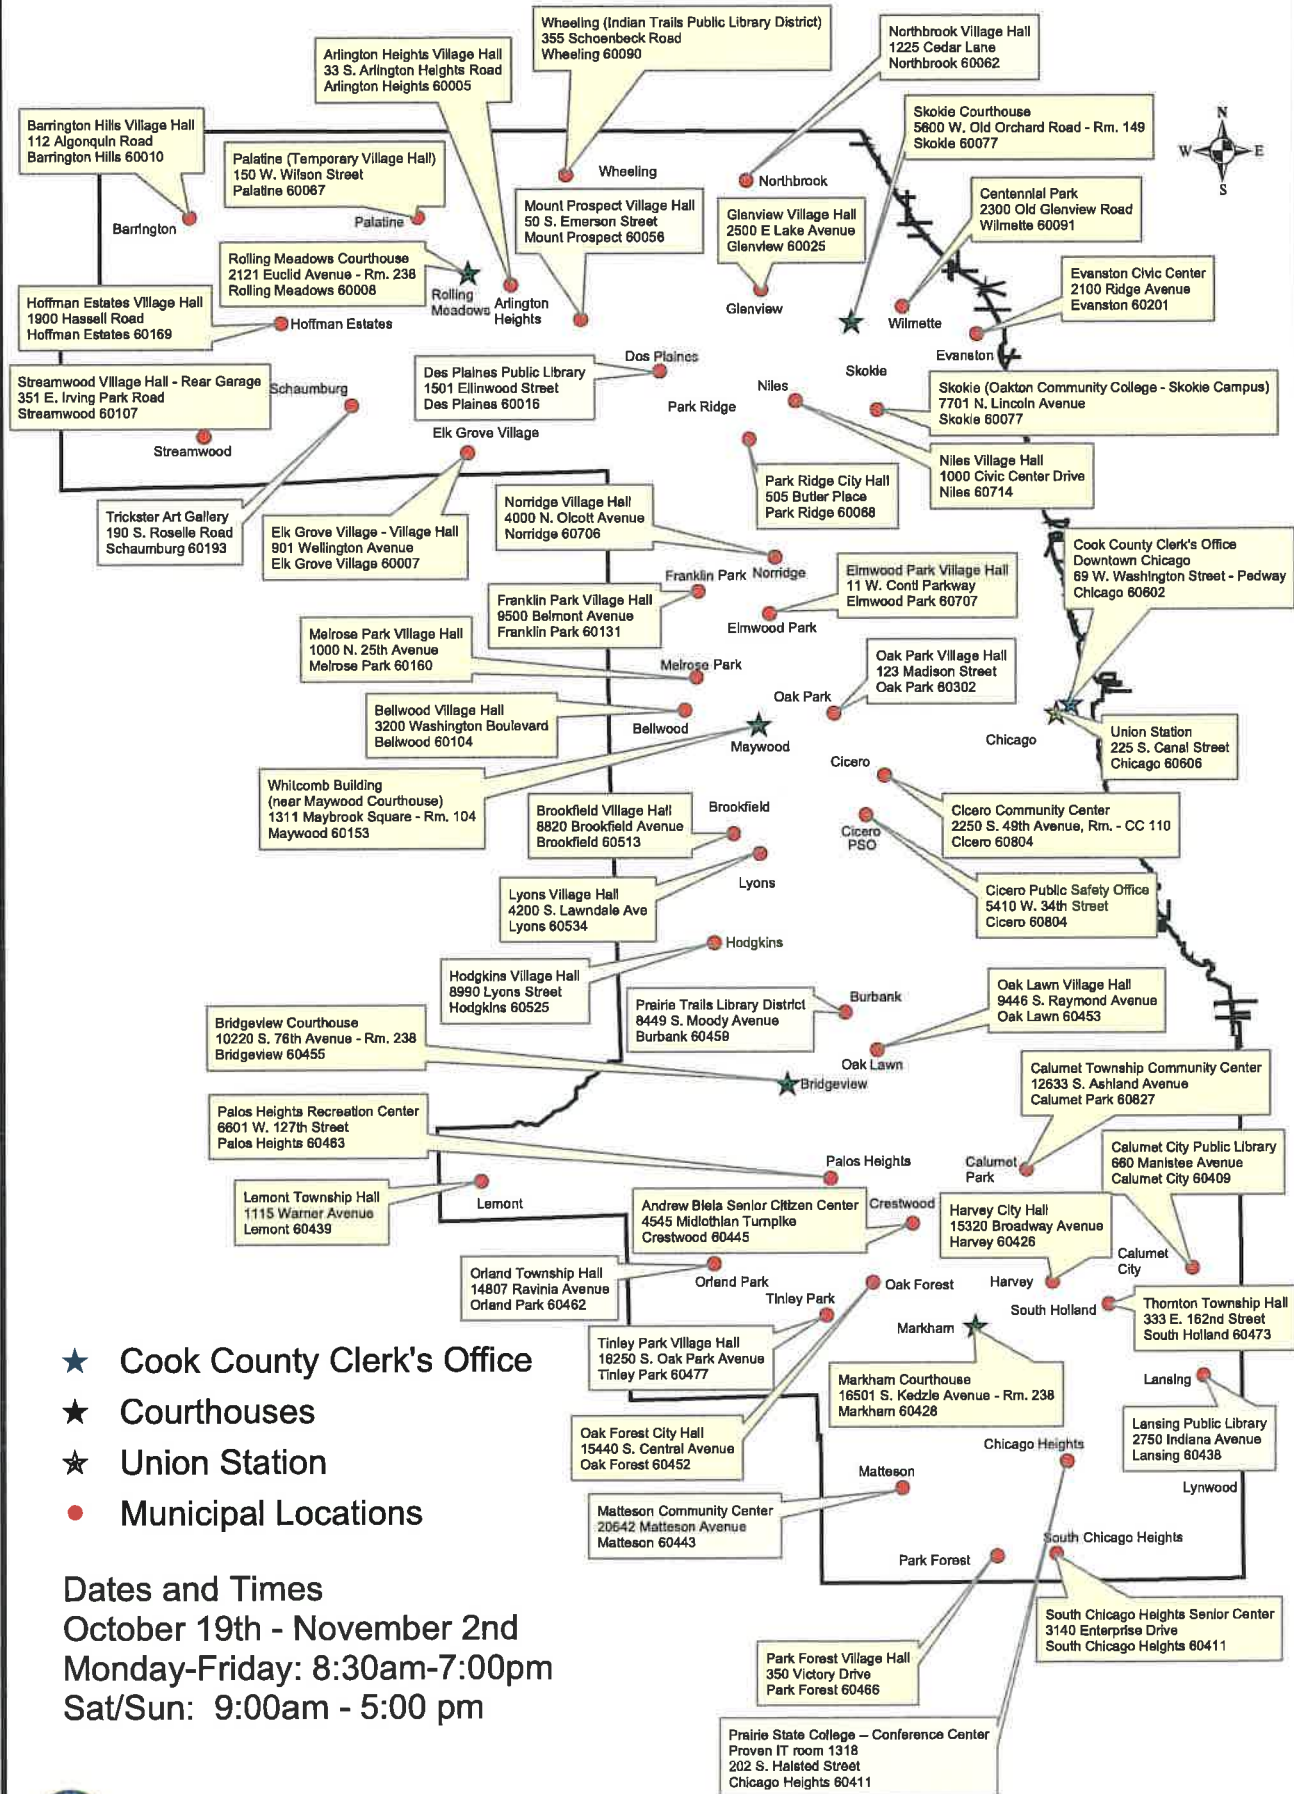 Wheeling (Indian Trails Public Library District)
355 Schoenbeck Road
Wheeling 60090
Northbrook Village Hall
1225 Cedar Lane
Northbrook 60062
Arlington Heights Village Hall
33 S. Arlington Heights Road
Arlington Heights 60005
Skokie Courthouse
5600 W. Old Orchard Road - Rm. 149
Skokie 60077
N
W E
S
Barrington Hills Village Hall
112 Algonquin Road
Barrington Hills 60010
Palatine (Temporary Village Hall)
150 W. Wilson Street
Palatine 60067
Wheeling
Northbrook
Mount Prospect Village Hall
50 S. Emerson Street
Mount Prospect 60056
Glenview Village Hall
2500 E Lake Avenue
Glenview 60025
Centennial Park
2300 Old Glenview Road
Wilmette 60091
Barrington
Palatine
Rolling Meadows Courthouse
2121 Euclid Avenue - Rm. 238
Rolling Meadows 60008
Rolling
Meadows
Arlington
Heights
Glenview
Wilmette
Evanston Civic Center
2100 Ridge Avenue
Evanston 60201
Evanston
Hoffman Estates Village Hall
1900 Hassell Road
Hoffman Estates 60169
Hoffman Estates
Streamwood Village Hall - Rear Garage
351 E. Irving Park Road
Streamwood 60107
Schaumburg
Streamwood
Des Plaines Public Library
1501 Ellinwood Street
Des Plaines 60016
Dos Plaines
Park Ridge
Niles
Skokie
Skokie (Oakton Community College - Skokie Campus)
7701 N. Lincoln Avenue
Skokie 60077
Elk Grove Village
Niles Village Hall
1000 Civic Center Drive
Niles 60714
Park Ridge City Hall
505 Butler Place
Park Ridge 60068
Trickster Art Gallery
190 S. Roselle Road
Schaumburg 60193
Elk Grove Village - Village Hall
901 Wellington Avenue
Elk Grove Village 60007
Norridge Village Hall
4000 N. Olcott Avenue
Norridge 60706
Franklin Park
Norridge
Cook County Clerk's Office
Downtown Chicago
69 W. Washington Street - Pedway
Chicago 60602
Elmwood Park Village Hall
11 W. Conti Parkway
Elmwood Park 60707
Franklin Park Village Hall
9500 Belmont Avenue
Franklin Park 60131
Elmwood Park
Melrose Park Village Hall
1000 N. 25th Avenue
Melrose Park 60160
Melrose Park
Oak Park Village Hall
123 Madison Street
Oak Park 60302
Oak Park
Bellwood Village Hall
3200 Washington Boulevard
Bellwood 60104
Bellwood
Maywood
Chicago
Union Station
225 S. Canal Street
Chicago 60606
Whitcomb Building
(near Maywood Courthouse)
1311 Maybrook Square - Rm. 104
Maywood 60153
Cicero
Brookfield Village Hall
8820 Brookfield Avenue
Brookfield 60513
Brookfield
Cicero
PSO
Cicero Community Center
2250 S. 49th Avenue, Rm. - CC 110
Cicero 60804
Lyons
Lyons Village Hall
4200 S. Lawndale Ave
Lyons 60534
Cicero Public Safety Office
5410 W. 34th Street
Cicero 60804
Hodgkins
Hodgkins Village Hall
8990 Lyons Street
Hodgkins 60525
Prairie Trails Library District
8449 S. Moody Avenue
Burbank 60459
Burbank
Oak Lawn Village Hall
9446 S. Raymond Avenue
Oak Lawn 60453
Bridgeview Courthouse
10220 S. 76th Avenue - Rm. 238
Bridgeview 60455
Oak Lawn
Bridgeview
Calumet Township Community Center
12633 S. Ashland Avenue
Calumet Park 60827
Palos Heights Recreation Center
6601 W. 127th Street
Palos Heights 60463
Palos Heights
Calumet
Park
Calumet City Public Library
660 Manistee Avenue
Calumet City 60409
Lemont Township Hall
1115 Warner Avenue
Lemont 60439
Lemont
Andrew Biela Senior Citizen Center
4545 Midlothian Turnpike
Crestwood 60445
Crestwood
Harvey City Hall
15320 Broadway Avenue
Harvey 60426
Calumet
City
Orland Township Hall
14807 Ravinia Avenue
Orland Park 60462
Orland Park
Tinley Park
Oak Forest
Harvey
South Holland
Thornton Township Hall
333 E. 162nd Street
South Holland 60473
Markham
Tinley Park Village Hall
16250 S. Oak Park Avenue
Tinley Park 60477
Markham Courthouse
16501 S. Kedzie Avenue - Rm. 238
Markham 60428
Lansing
Lansing Public Library
2750 Indiana Avenue
Lansing 60438
Oak Forest City Hall
15440 S. Central Avenue
Oak Forest 60452
Chicago Heights
Matteson
Lynwood
Matteson Community Center
20642 Matteson Avenue
Matteson 60443
South Chicago Heights
Park Forest
South Chicago Heights Senior Center
3140 Enterprise Drive
South Chicago Heights 60411
Park Forest Village Hall
350 Victory Drive
Park Forest 60466
Prairie State College – Conference Center
Proven IT room 1318
202 S. Halsted Street
Chicago Heights 60411
Cook County Clerk's Office
Courthouses
Union Station
Municipal Locations
Dates and Times
October 19th - November 2nd
Monday-Friday: 8:30am-7:00pm
Sat/Sun: 9:00am - 5:00 pm